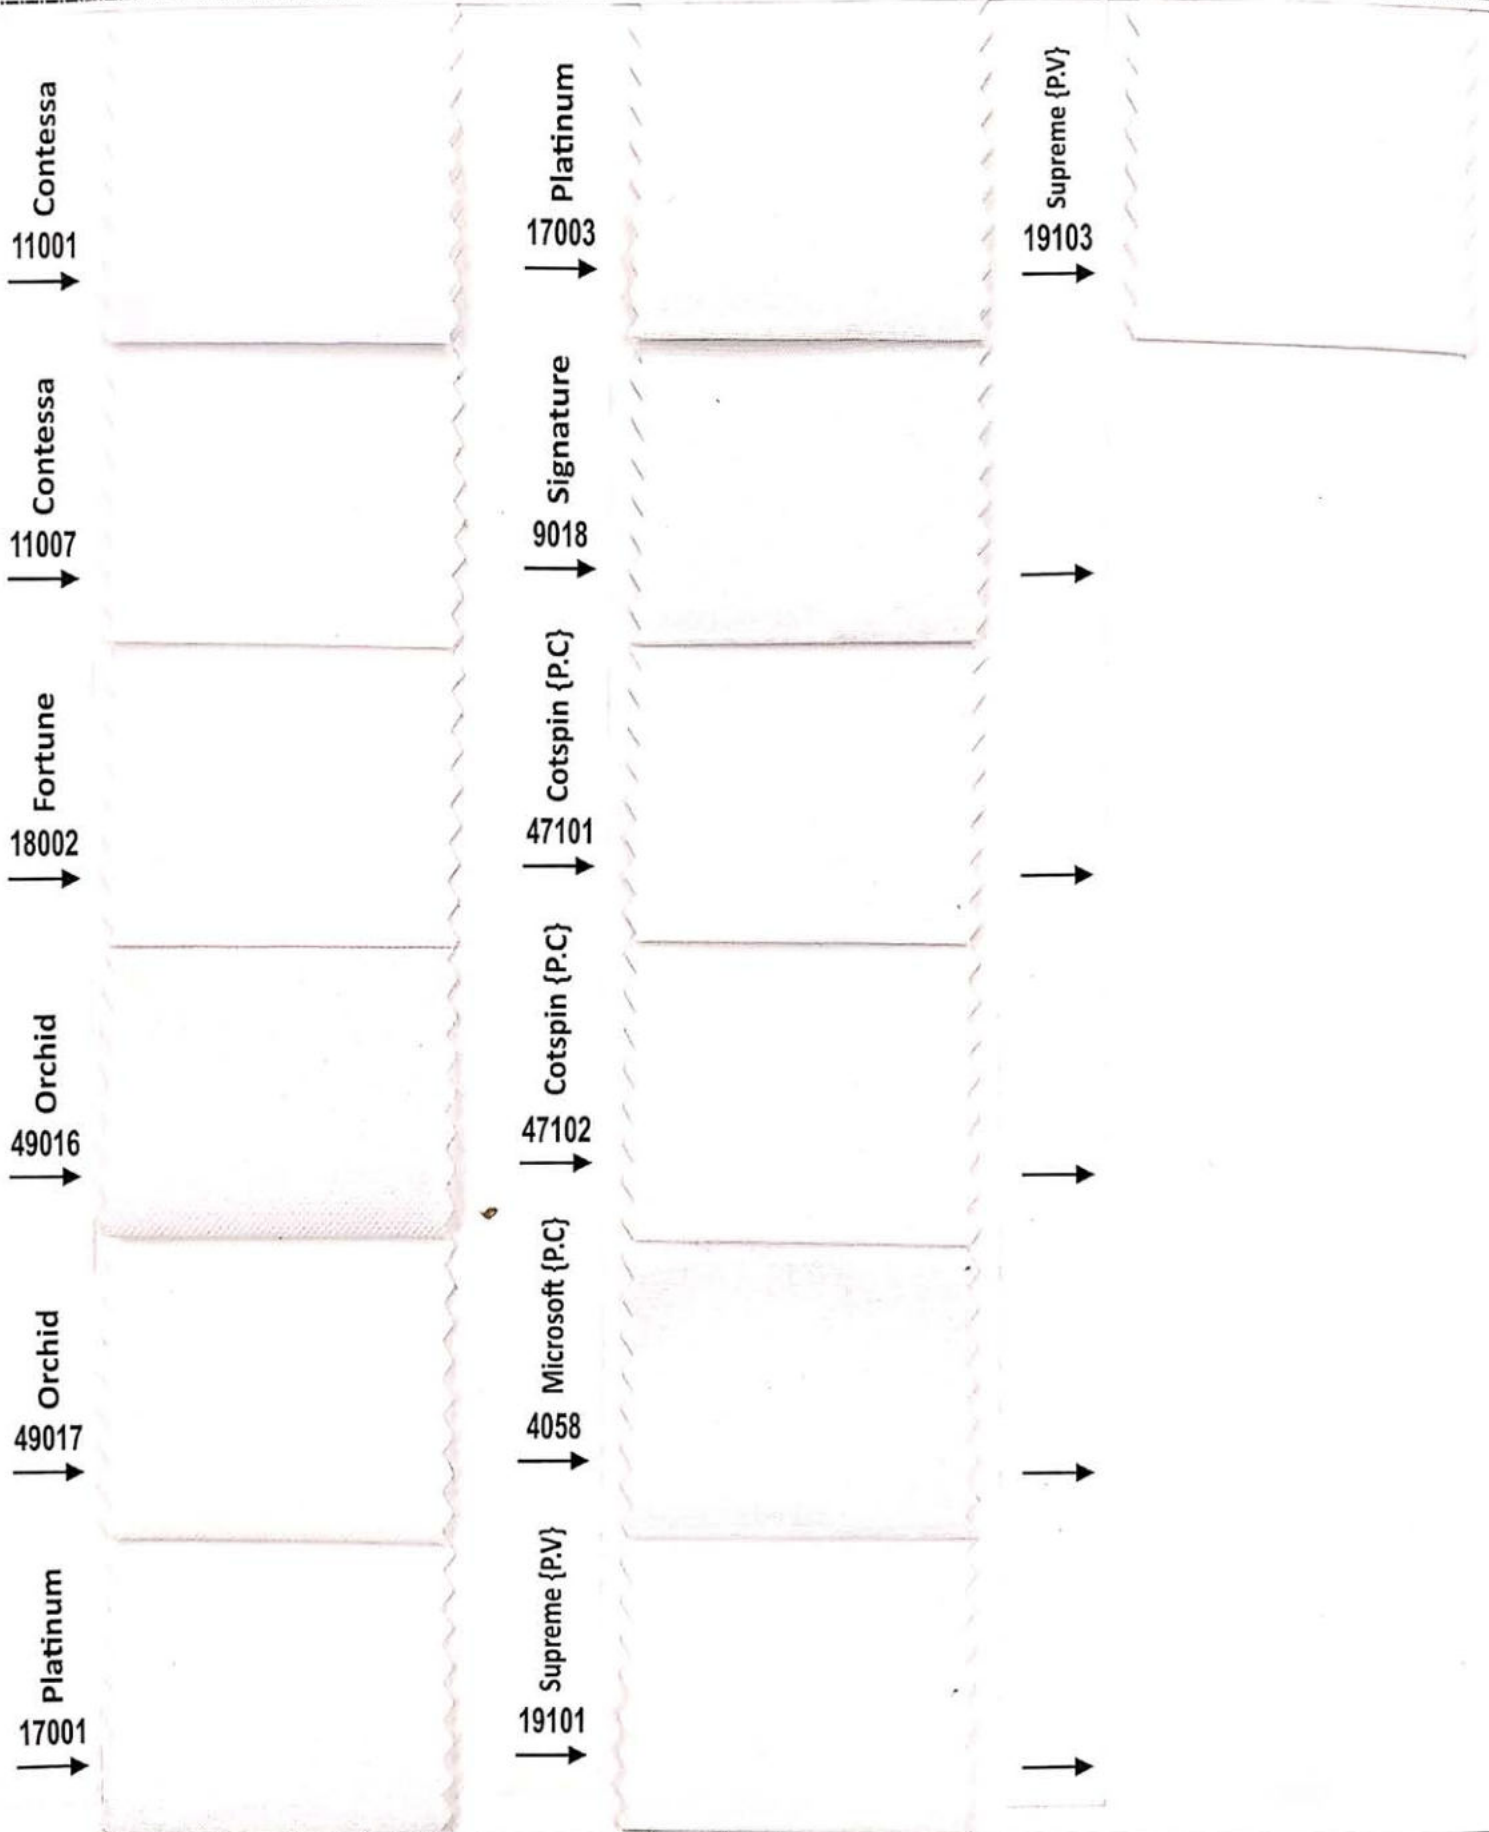 Contessa
11001
Contesssa
11007
Fortune
18002
Orchid
49016
Orchid
49017
Platinum
17001
Platinum
17003
Signature
9018
Cotspin {P.C}
47101
Cotspin {P.C}
47102
Microsoft {P.C}
4058
Supreme {P.V}
19101
Supreme {P.V}
19103